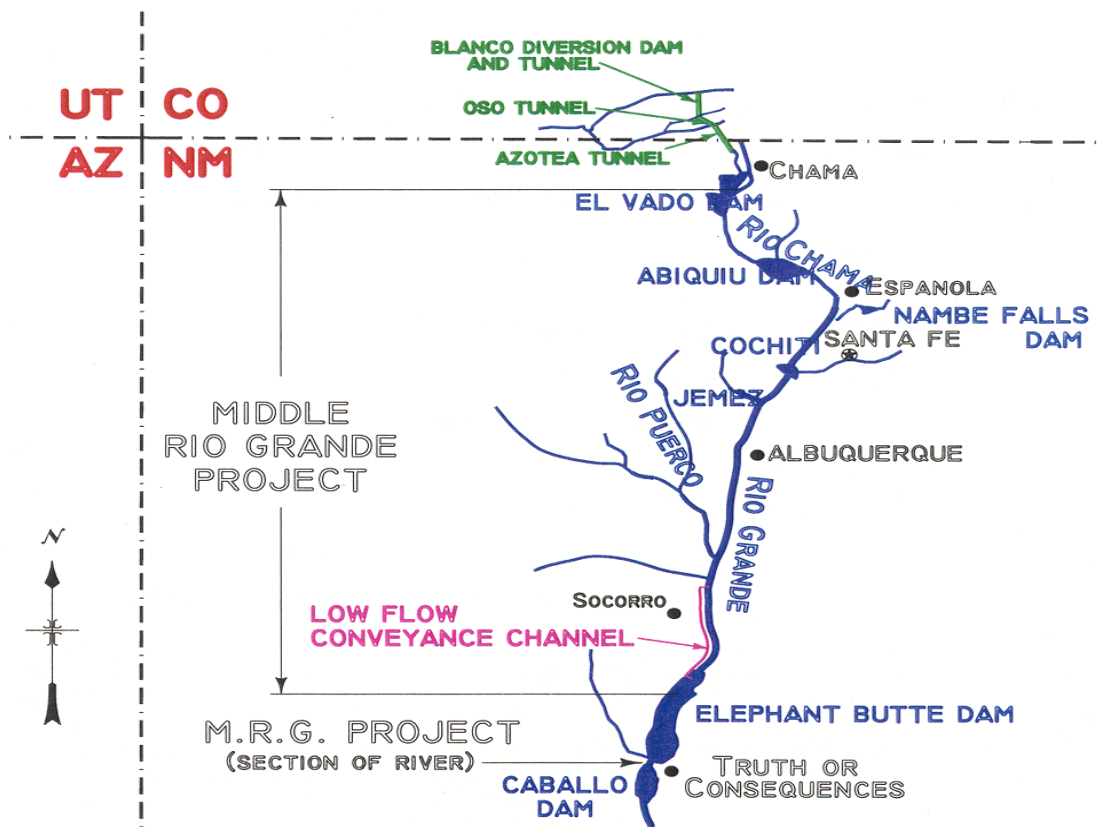 BLANCO DIVERSION DAM
AND TUNNEL
OSO TUNNEL
AZOTEA TUNNEL
UT CO
AZ NM
CHAMA
EL VADO DAM
RIO CHAMA
ABIQUIU DAM
ESPANOLA
NAMBE FALLS
DAM
SANTA FE
COCHITI
JEMEZ
RIO PUERCO
MIDDLE
RIO GRANDE
PROJECT
ALBUQUERQUE
RIO GRANDE
N
SOCORRO
LOW FLOW
CONVEYANCE CHANNEL
ELEPHANT BUTTE DAM
M.R.G. PROJECT
(SECTION OF RIVER)
TRUTH OR
CONSEQUENCES
CABALLO
DAM